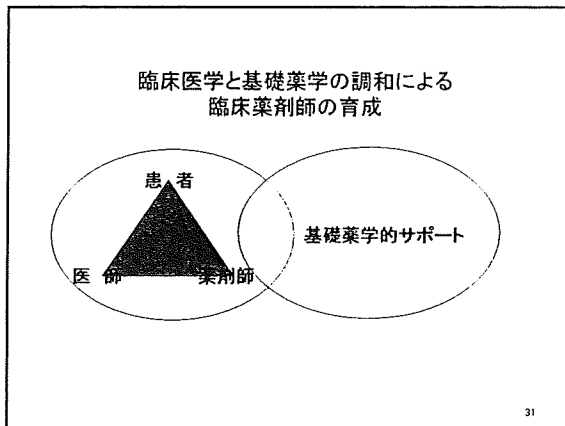 臨床医学と基礎薬学の調和による
臨床薬剤師の育成
患 者
基礎薬学的サポート
医 師
薬剤師
31